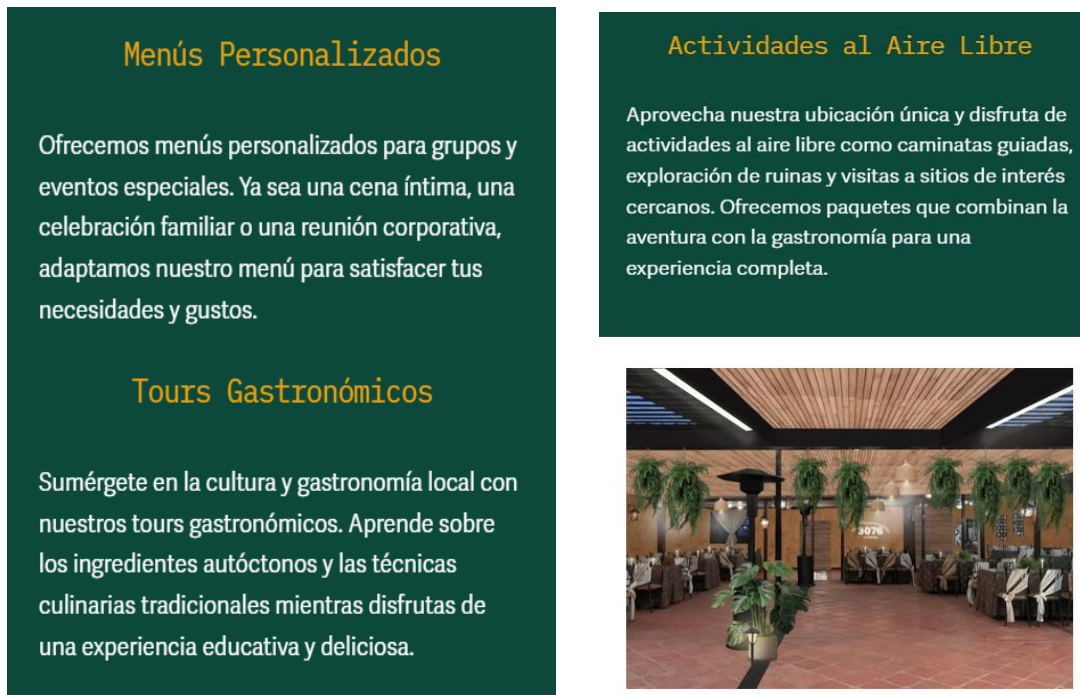 Menús Personalizados
Ofrecemos menús personalizados para grupos y
eventos especiales. Ya sea una cena íntima, una
celebración familiar o una reunión corporativa,
adaptamos nuestro menú para satisfacer tus
necesidades y gustos.
Tours Gastronómicos
Sumérgete en la cultura y gastronomía local con
nuestros tours gastronómicos. Aprende sobre
los ingredientes autóctonos y las técnicas
culinarias tradicionales mientras disfrutas de
una experiencia educativa y deliciosa.
Actividades al Aire Libre
Aprovecha nuestra ubicación única y disfruta de
actividades al aire libre como caminatas guiadas,
exploración de ruinas y visitas a sitios de interés
cercanos. Ofrecemos paquetes que combinan la
aventura con la gastronomía para una
experiencia completa.
3076